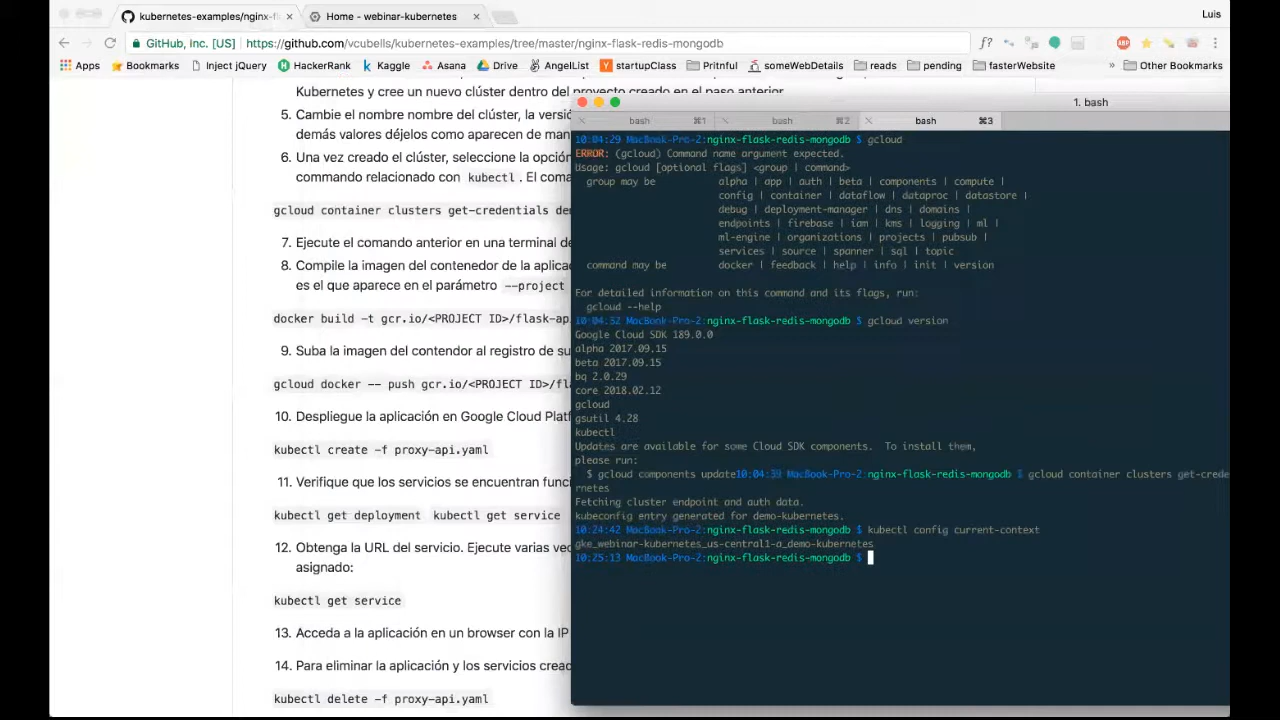 kubernetes-examples/nginx-fl
Home - webinar-kubernetes
Luis
GitHub, Inc. [US]
https://github.com/vcubells/kubernetes-examples/tree/master/nginx-flask-redis-mongodb
Apps
Bookmarks
Inject jQuery
HackerRank
Kaggle
Asana
Drive
AngelList
startupClass
Pritnful
someWebDetails
reads
pending
fasterWebsite
»
Other Bookmarks
Kubernetes y cree un nuevo clúster dentro del proyecto creado en el paso anterior.
5. Cambie el nombre nombre del clúster, la versió
demás valores déjelos como aparecen de man
6. Una vez creado el clúster, seleccione la opción
commando relacionado con kubectl . El coma
gcloud container clusters get-credentials dem
7. Ejecute el comando anterior en una terminal de
8. Compile la imagen del contenedor de la aplica
es el que aparece en el parámetro --project
docker build -t gcr.io/<PROJECT ID>/flask-ap
9. Suba la imagen del contendor al registro de su
gcloud docker -- push gcr.io/<PROJECT ID>/fl
10. Despliegue la aplicación en Google Cloud Platf
kubectl create -f proxy-api.yaml
11. Verifique que los servicios se encuentran funci
kubectl get deployment kubectl get service
12. Obtenga la URL del servicio. Ejecute varias vec
asignado:
kubectl get service
13. Acceda a la aplicación en un browser con la IP
14. Para eliminar la aplicación y los servicios cread
kubectl delete -f proxy-api.yaml
1. bash
bash ⌘1
bash ⌘2
bash ⌘3
10:04:29 MacBook-Pro-2:nginx-flask-redis-mongodb $ gcloud
ERROR: (gcloud) Command name argument expected.
Usage: gcloud [optional flags] <group | command>
group may be alpha | app | auth | beta | components | compute |
config | container | dataflow | dataproc | datastore |
debug | deployment-manager | dns | domains |
endpoints | firebase | iam | kms | logging | ml |
ml-engine | organizations | projects | pubsub |
services | source | spanner | sql | topic
command may be docker | feedback | help | info | init | version
For detailed information on this command and its flags, run:
gcloud --help
10:04:32 MacBook-Pro-2:nginx-flask-redis-mongodb $ gcloud version
Google Cloud SDK 189.0.0
alpha 2017.09.15
beta 2017.09.15
bq 2.0.29
core 2018.02.12
gcloud
gsutil 4.28
kubectl
Updates are available for some Cloud SDK components. To install them,
please run:
$ gcloud components update10:04:39 MacBook-Pro-2:nginx-flask-redis-mongodb $ gcloud container clusters get-crede
rnetes
Fetching cluster endpoint and auth data.
kubeconfig entry generated for demo-kubernetes.
10:24:42 MacBook-Pro-2:nginx-flask-redis-mongodb $ kubectl config current-context
gke_webinar-kubernetes_us-central1-a_demo-kubernetes
10:25:13 MacBook-Pro-2:nginx-flask-redis-mongodb $